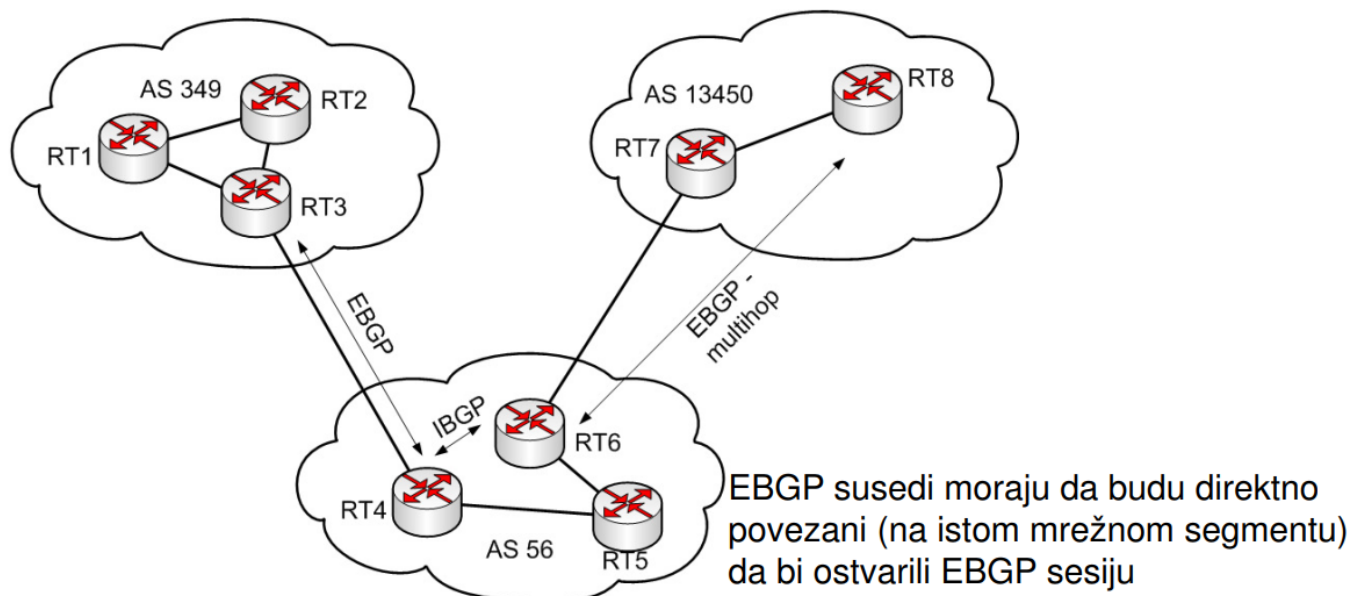 AS 349
RT2
RT1
RT3
AS 13450
RT8
RT7
EBGP
EBGP -
multihop
IBGP
RT6
RT4
AS 56
RT5
EBGP susedi moraju da budu direktno
povezani (na istom mrežnom segmentu)
da bi ostvarili EBGP sesiju